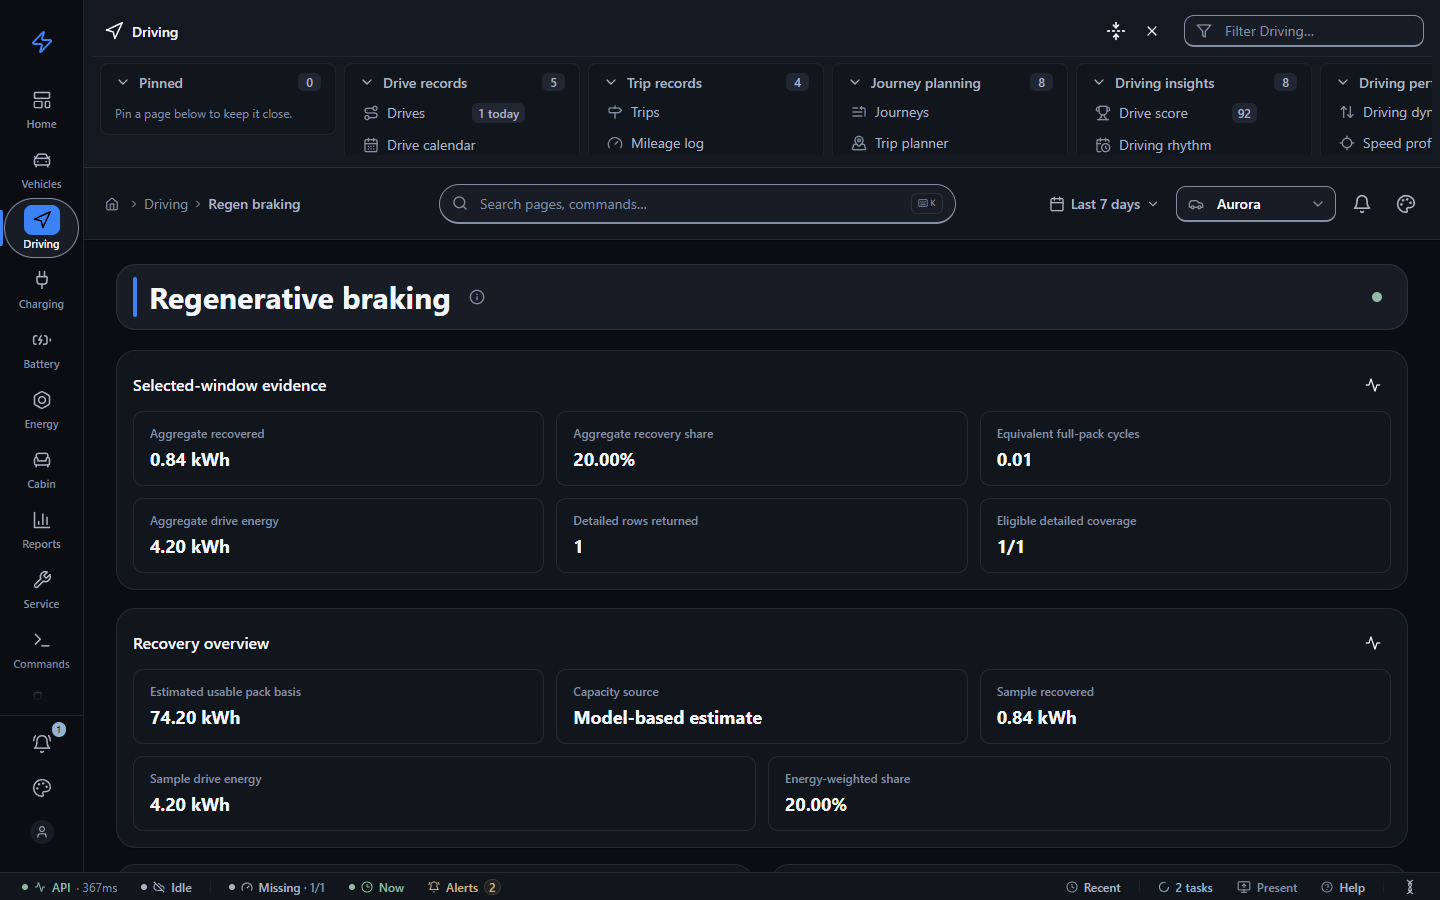 Driving
Filter Driving...
Pinned 0
Pin a page below to keep it close.
Drive records 5
Drives 1 today
Drive calendar
Trip records 4
Trips
Mileage log
Journey planning 8
Journeys
Trip planner
Driving insights 8
Drive score 92
Driving rhythm
Driving per
Driving dyn
Speed prof
Home
Vehicles
Driving
Charging
Battery
Energy
Cabin
Reports
Service
Commands
1
Driving Regen braking
Search pages, commands... K
Last 7 days
Aurora
Regenerative braking
Selected-window evidence
Aggregate recovered
0.84 kWh
Aggregate recovery share
20.00%
Equivalent full-pack cycles
0.01
Aggregate drive energy
4.20 kWh
Detailed rows returned
1
Eligible detailed coverage
1/1
Recovery overview
Estimated usable pack basis
74.20 kWh
Capacity source
Model-based estimate
Sample recovered
0.84 kWh
Sample drive energy
4.20 kWh
Energy-weighted share
20.00%
API · 367ms
Idle
Missing · 1/1
Now
Alerts 2
Recent
2 tasks
Present
Help